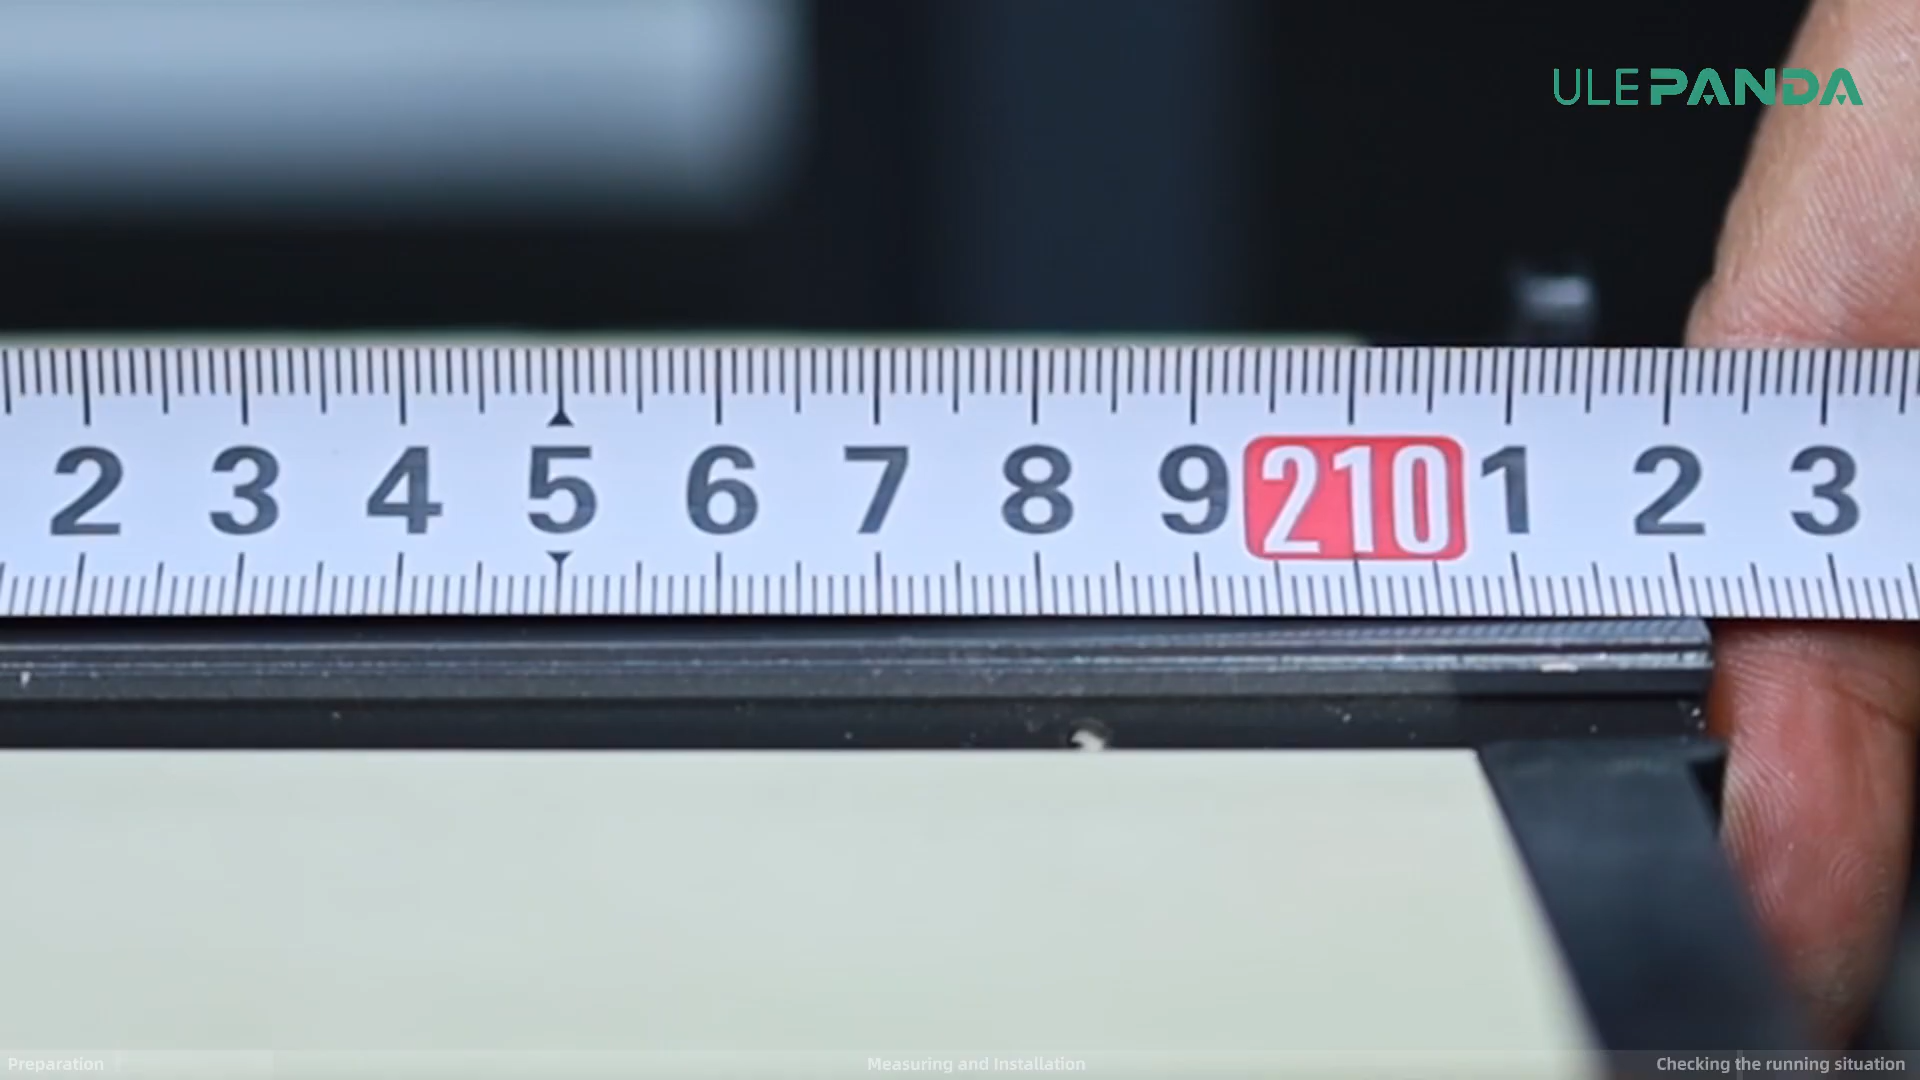 ULEPANDA
2 3 4 5 6 7 8 9 210 1 2 3
Preparation Measuring and Installation Checking the running situation